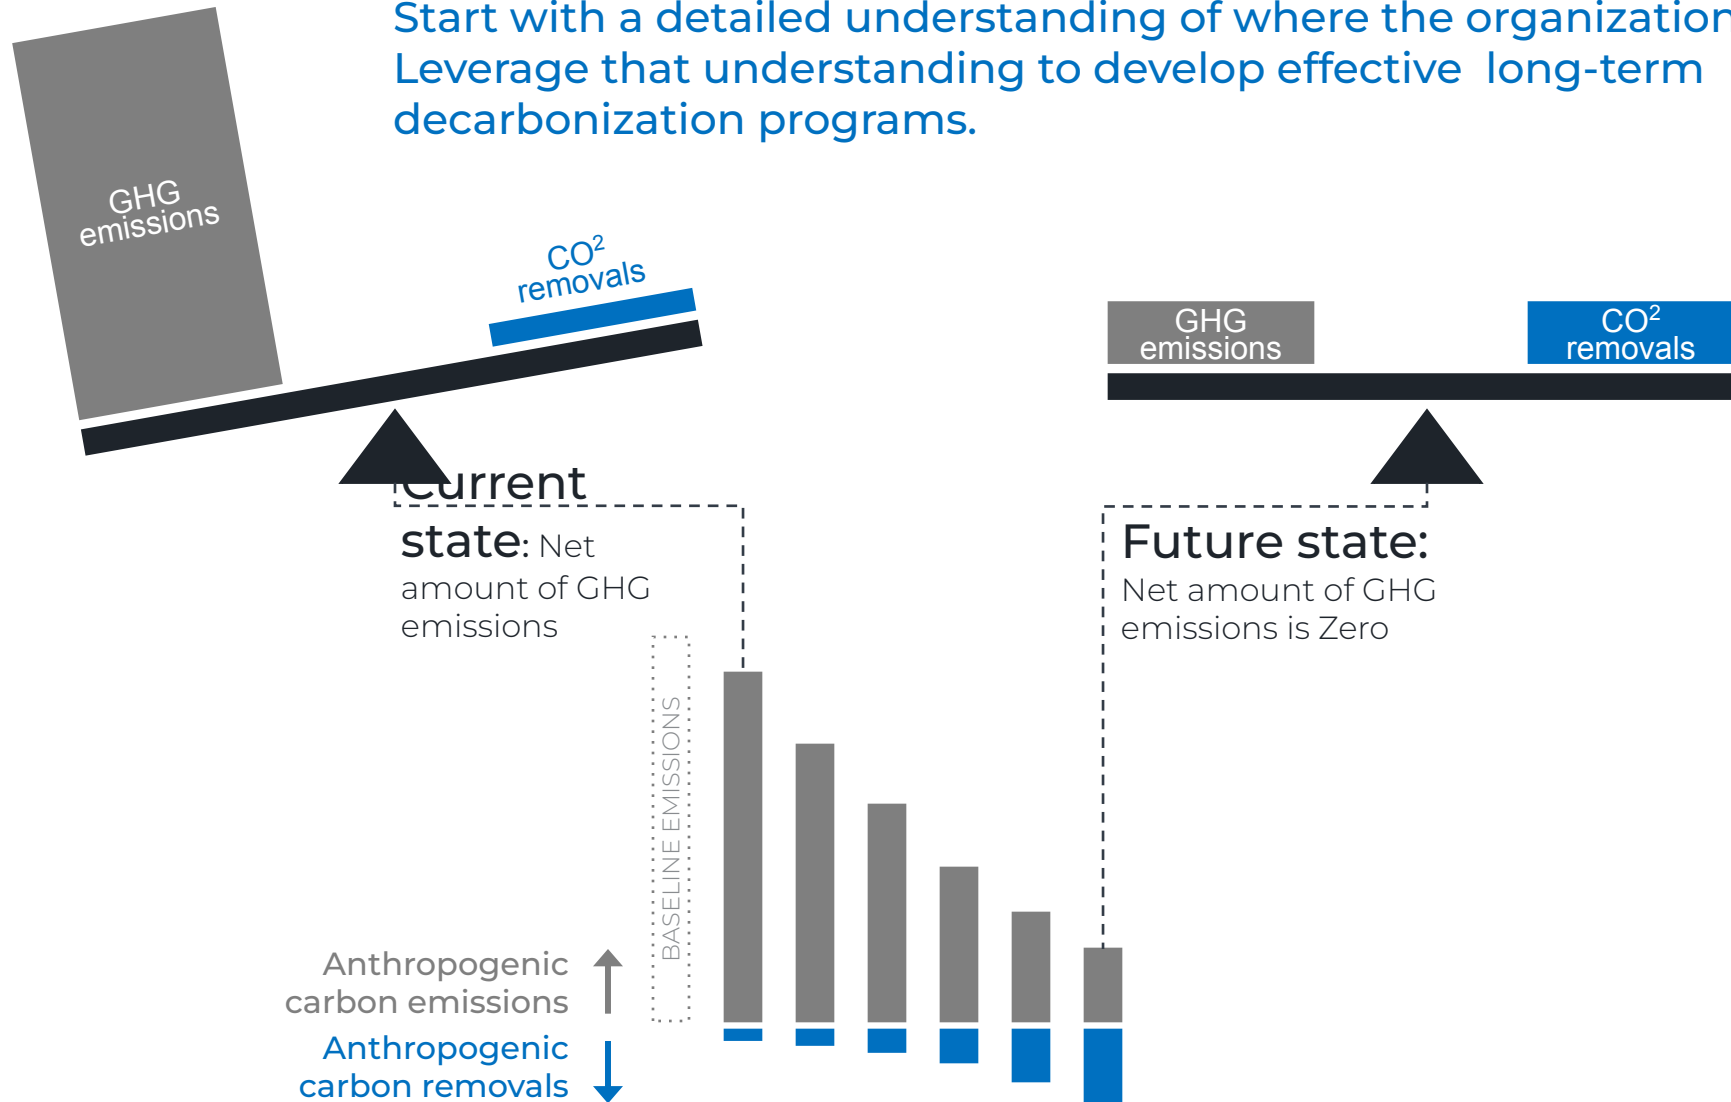 Start with a detailed understanding of where the organization
Leverage that understanding to develop effective  long-term
decarbonization programs.
GHG
emissions
CO²
removals
GHG
emissions
CO²
removals
Current
state: Net
amount of GHG
emissions
Future state:
Net amount of GHG
emissions is Zero
BASELINE EMISSIONS
Anthropogenic
carbon emissions
Anthropogenic
carbon removals